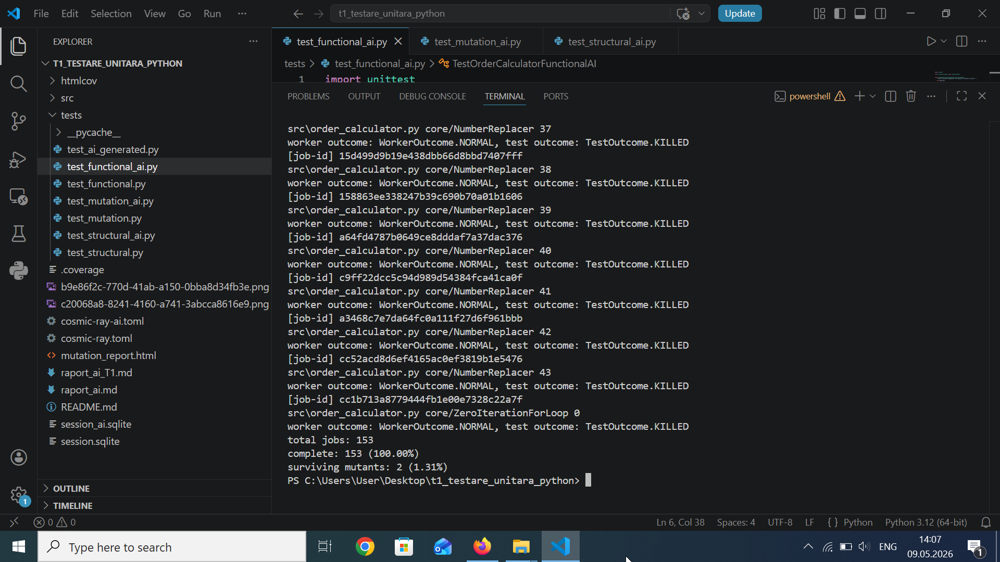 File Edit Selection View Go Run ···
t1_testare_unitara_python
Update
EXPLORER ···
T1_TESTARE_UNITARA_PYTHON
htmlcov
src
tests
__pycache__
test_ai_generated.py
test_functional_ai.py
test_functional.py
test_mutation_ai.py
test_mutation.py
test_structural_ai.py
test_structural.py
.coverage
b9e86f2c-770d-41ab-a150-0bba8d34fb3e.png
c20068a8-8241-4160-a741-3abcca8616e9.png
cosmic-ray-ai.toml
cosmic-ray.toml
mutation_report.html
raport_ai_T1.md
raport_ai.md
README.md
session_ai.sqlite
session.sqlite
OUTLINE
TIMELINE
1
test_functional_ai.py test_mutation_ai.py test_structural_ai.py
tests > test_functional_ai.py > TestOrderCalculatorFunctionalAI
1 import unittest
PROBLEMS OUTPUT DEBUG CONSOLE TERMINAL PORTS
powershell
src\order_calculator.py core/NumberReplacer 37
worker outcome: WorkerOutcome.NORMAL, test outcome: TestOutcome.KILLED
[job-id] 15d499d9b19e438dbb66d8bbd7407fff
src\order_calculator.py core/NumberReplacer 38
worker outcome: WorkerOutcome.NORMAL, test outcome: TestOutcome.KILLED
[job-id] 158863ee338247b39c690b70a01b1606
src\order_calculator.py core/NumberReplacer 39
worker outcome: WorkerOutcome.NORMAL, test outcome: TestOutcome.KILLED
[job-id] a64fd4787b0649ce8dddaf7a37dac376
src\order_calculator.py core/NumberReplacer 40
worker outcome: WorkerOutcome.NORMAL, test outcome: TestOutcome.KILLED
[job-id] c9ff22dcc5c94d989d54384fca41ca0f
src\order_calculator.py core/NumberReplacer 41
worker outcome: WorkerOutcome.NORMAL, test outcome: TestOutcome.KILLED
[job-id] a3468c7e7da64fc0a111f27d6f961bbb
src\order_calculator.py core/NumberReplacer 42
worker outcome: WorkerOutcome.NORMAL, test outcome: TestOutcome.KILLED
[job-id] cc52acd8d6ef4165ac0ef3819b1e5476
src\order_calculator.py core/NumberReplacer 43
worker outcome: WorkerOutcome.NORMAL, test outcome: TestOutcome.KILLED
[job-id] cc1b713a8779444fb1e00e7328c22a7f
src\order_calculator.py core/ZeroIterationForLoop 0
worker outcome: WorkerOutcome.NORMAL, test outcome: TestOutcome.KILLED
total jobs: 153
complete: 153 (100.00%)
surviving mutants: 2 (1.31%)
PS C:\Users\User\Desktop\t1_testare_unitara_python>
0 0
Ln 6, Col 38 Spaces: 4 UTF-8 LF { } Python Python 3.12 (64-bit)
Type here to search
ENG
14:07
09.05.2026
1